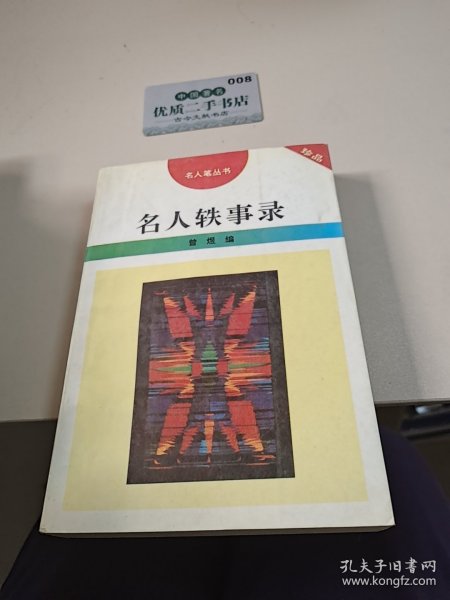 008
中国著名
优质二手书店
古今文献书店
名人笔丛书
珍品
名人轶事录
曾煜 编
孔夫子旧书网
www.kongfz.com